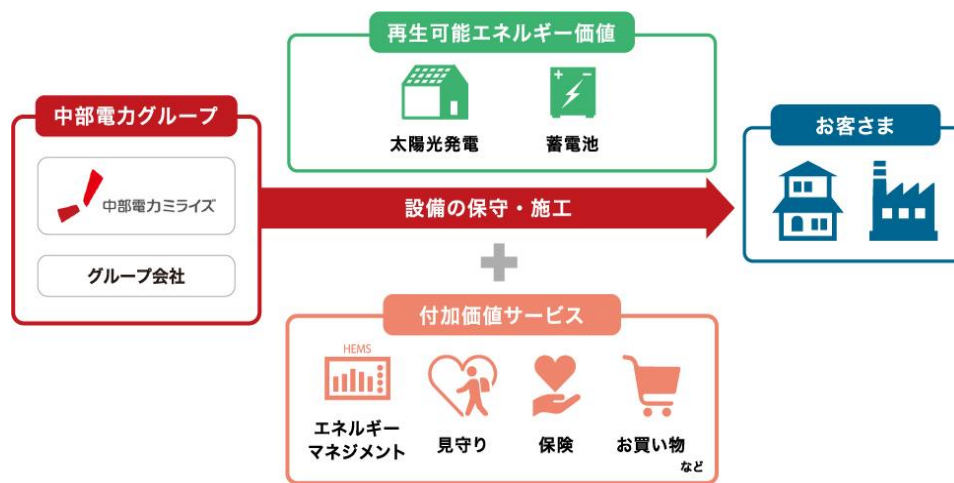 再生可能エネルギー価値
太陽光発電
蓄電池
中部電力グループ
中部電力ミライズ
グループ会社
設備の保守・施工
お客さま
付加価値サービス
HEMS
エネルギー
マネジメント
見守り
保険
お買い物
など